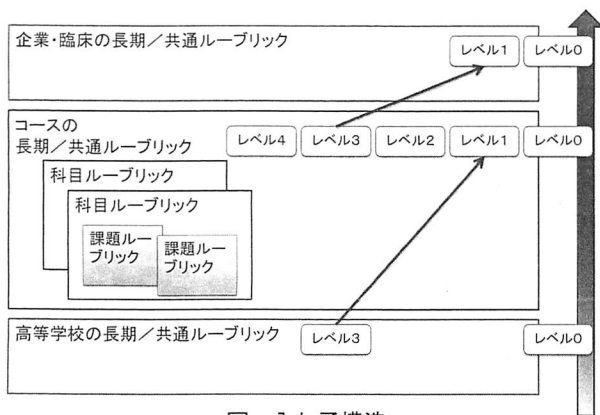 企業・臨床の長期／共通ルーブリック
レベル1
レベル0
コースの
長期／共通ルーブリック
レベル4
レベル3
レベル2
レベル1
レベル0
科目ルーブリック
科目ルーブリック
課題ルー
ブリック
課題ルー
ブリック
高等学校の長期／共通ルーブリック
レベル3
レベル0